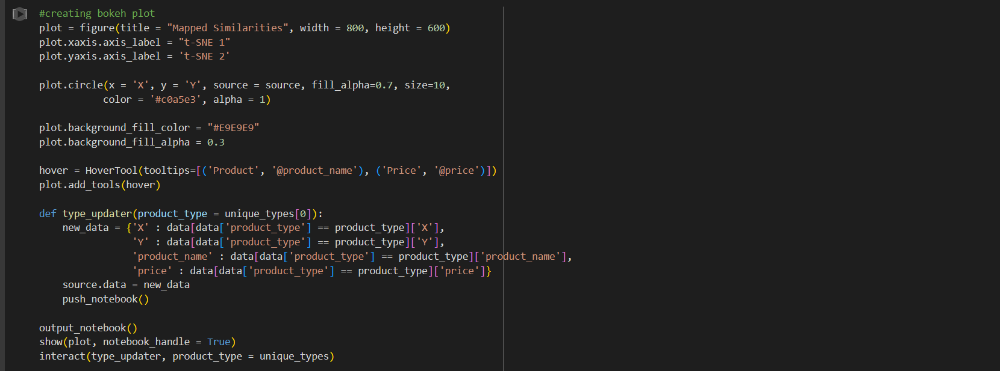 #creating bokeh plot
plot = figure(title = "Mapped Similarities", width = 800, height = 600)
plot.xaxis.axis_label = "t-SNE 1"
plot.yaxis.axis_label = 't-SNE 2'

plot.circle(x = 'X', y = 'Y', source = source, fill_alpha=0.7, size=10,
           color = '#c0a5e3', alpha = 1)

plot.background_fill_color = "#E9E9E9"
plot.background_fill_alpha = 0.3

hover = HoverTool(tooltips=[('Product', '@product_name'), ('Price', '@price')])
plot.add_tools(hover)

def type_updater(product_type = unique_types[0]):
    new_data = {'X' : data[data['product_type'] == product_type]['X'],
                'Y' : data[data['product_type'] == product_type]['Y'],
                'product_name' : data[data['product_type'] == product_type]['product_name'],
                'price' : data[data['product_type'] == product_type]['price']}
    source.data = new_data
    push_notebook()

output_notebook()
show(plot, notebook_handle = True)
interact(type_updater, product_type = unique_types)